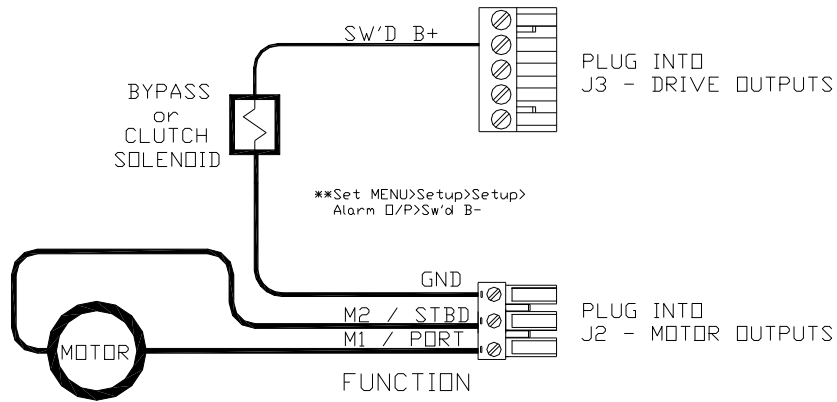 SW'D B+
PLUG INTO
J3 - DRIVE OUTPUTS
BYPASS
or
CLUTCH
SOLENOID
**Set MENU>Setup>Setup>
Alarm O/P>Sw'd B-
GND
M2 / STBD
M1 / PORT
PLUG INTO
J2 - MOTOR OUTPUTS
MOTOR
FUNCTION